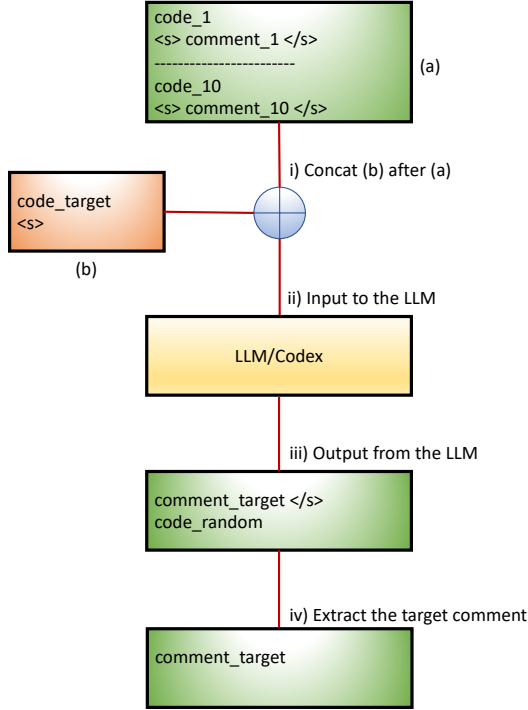 code_1
<s> comment_1 </s>
------------------------
code_10
<s> comment_10 </s>
(a)
i) Concat (b) after (a)
code_target
<s>
(b)
ii) Input to the LLM
LLM/Codex
iii) Output from the LLM
comment_target </s>
code_random
iv) Extract the target comment
comment_target